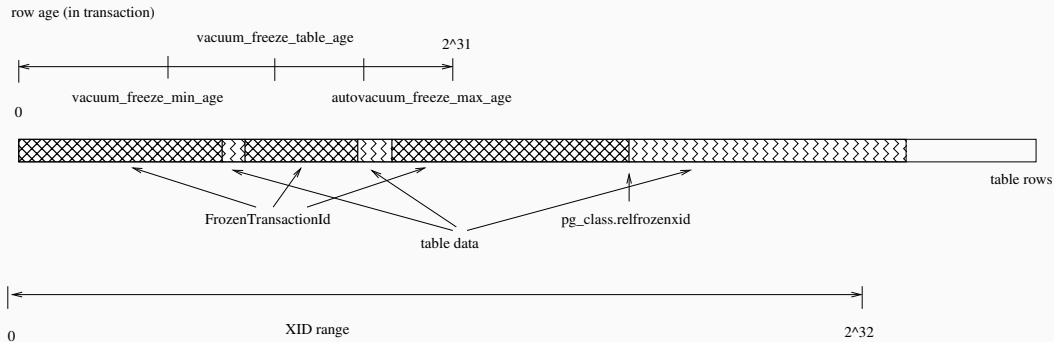 row age (in transaction)
vacuum_freeze_table_age
2^31
vacuum_freeze_min_age
autovacuum_freeze_max_age
0
table rows
FrozenTransactionId
pg_class.relfrozenxid
table data
0
XID range
2^32